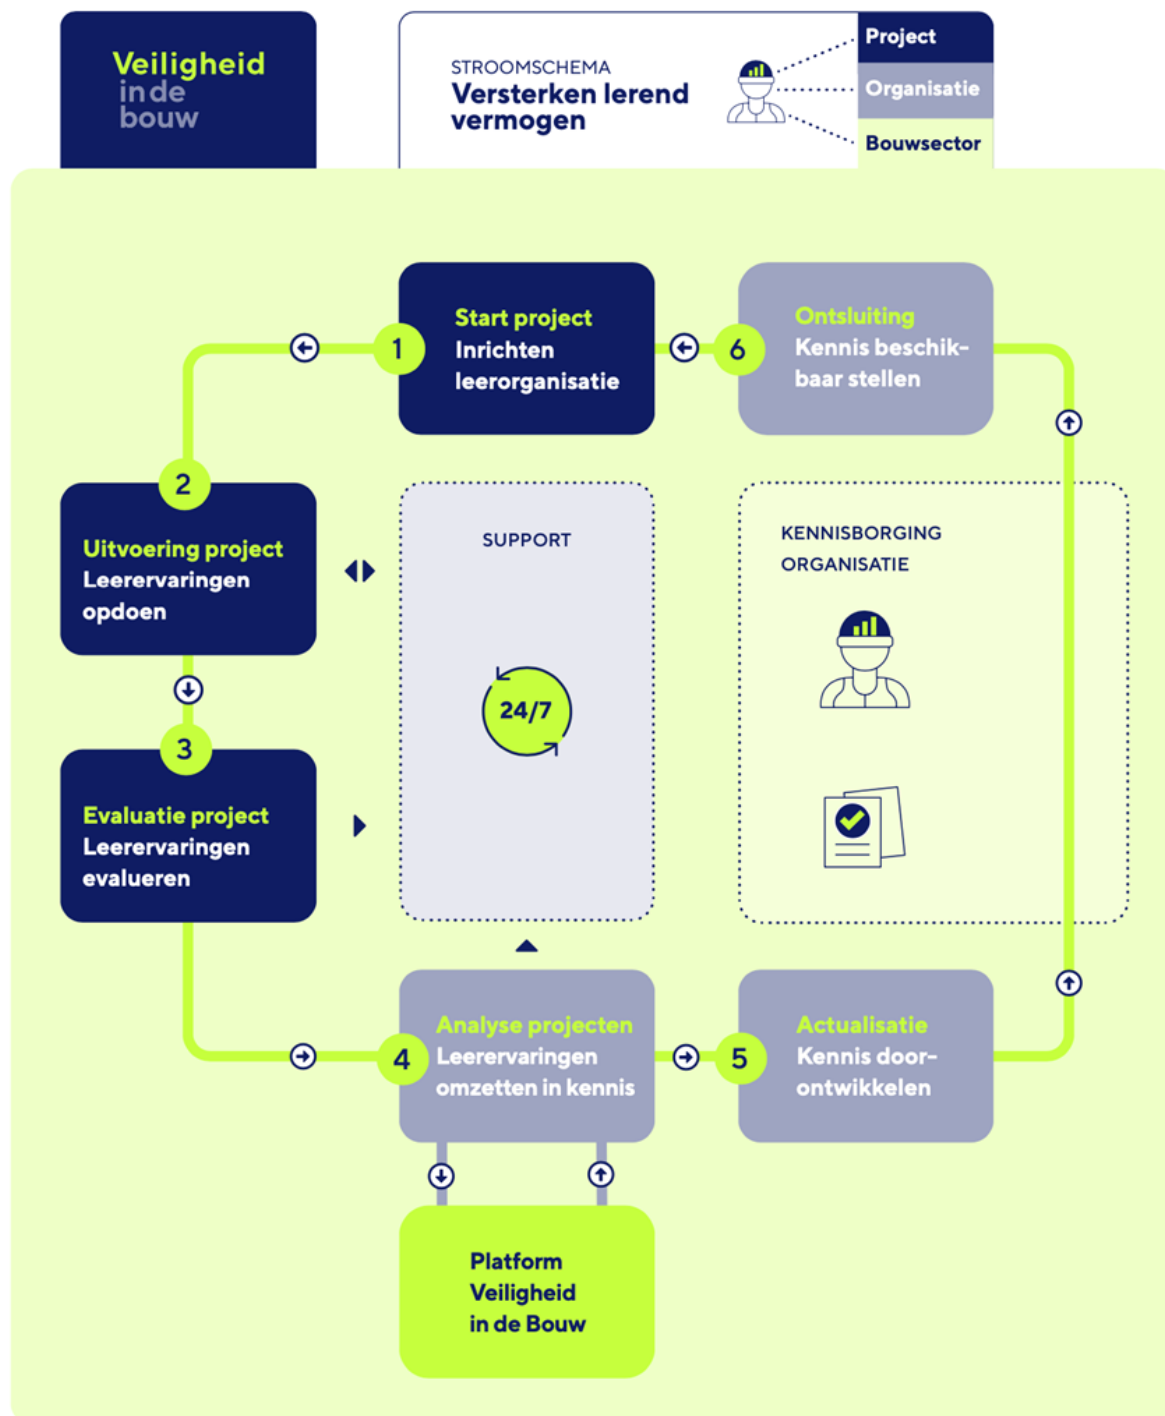 Veiligheid
in de
bouw
STROOMSCHEMA
Versterken lerend
vermogen
Project
Organisatie
Bouwsector
1
Start project
Inrichten
leerorganisatie
6
Ontsluiting
Kennis beschik-
baar stellen
2
Uitvoering project
Leerervaringen
opdoen
SUPPORT
24/7
KENNISBORGING
ORGANISATIE
3
Evaluatie project
Leerervaringen
evalueren
4
Analyse projecten
Leerervaringen
omzetten in kennis
5
Actualisatie
Kennis door-
ontwikkelen
Platform
Veiligheid
in de Bouw